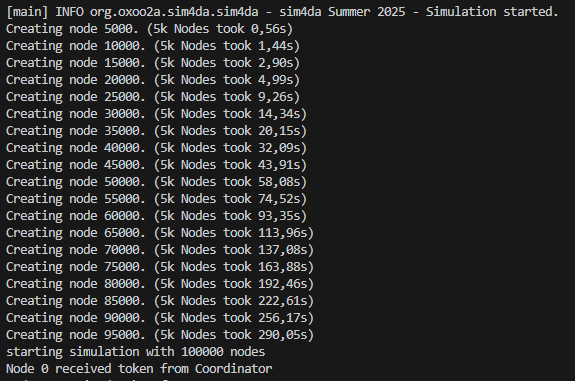 [main] INFO org.oxoo2a.sim4da.sim4da - sim4da Summer 2025 - Simulation started.
Creating node 5000. (5k Nodes took 0,56s)
Creating node 10000. (5k Nodes took 1,44s)
Creating node 15000. (5k Nodes took 2,90s)
Creating node 20000. (5k Nodes took 4,99s)
Creating node 25000. (5k Nodes took 9,26s)
Creating node 30000. (5k Nodes took 14,34s)
Creating node 35000. (5k Nodes took 20,15s)
Creating node 40000. (5k Nodes took 32,09s)
Creating node 45000. (5k Nodes took 43,91s)
Creating node 50000. (5k Nodes took 58,08s)
Creating node 55000. (5k Nodes took 74,52s)
Creating node 60000. (5k Nodes took 93,35s)
Creating node 65000. (5k Nodes took 113,96s)
Creating node 70000. (5k Nodes took 137,08s)
Creating node 75000. (5k Nodes took 163,88s)
Creating node 80000. (5k Nodes took 192,46s)
Creating node 85000. (5k Nodes took 222,61s)
Creating node 90000. (5k Nodes took 256,17s)
Creating node 95000. (5k Nodes took 290,05s)
starting simulation with 100000 nodes
Node 0 received token from Coordinator